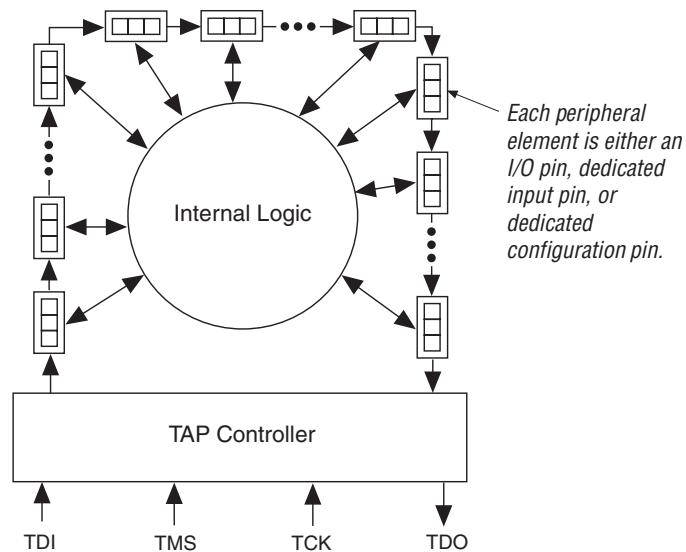 Each peripheral
element is either an
I/O pin, dedicated
input pin, or
dedicated
configuration pin.
Internal Logic
TAP Controller
TDI
TMS
TCK
TDO